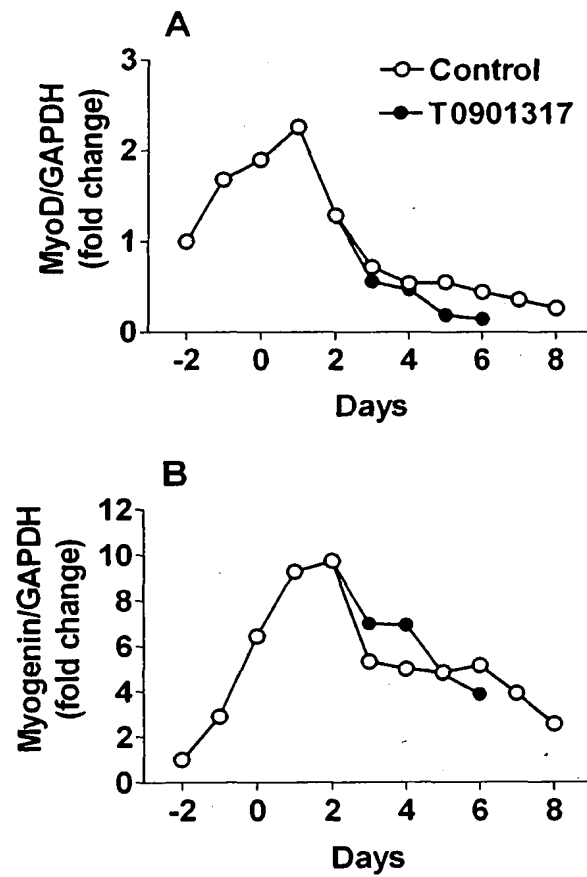 A
MyoD/GAPDH
(fold change)
3
2
1
0
Control
T0901317
-2 0 2 4 6 8
Days
B
Myogenin/GAPDH
(fold change)
12
10
8
6
4
2
0
-2 0 2 4 6 8
Days